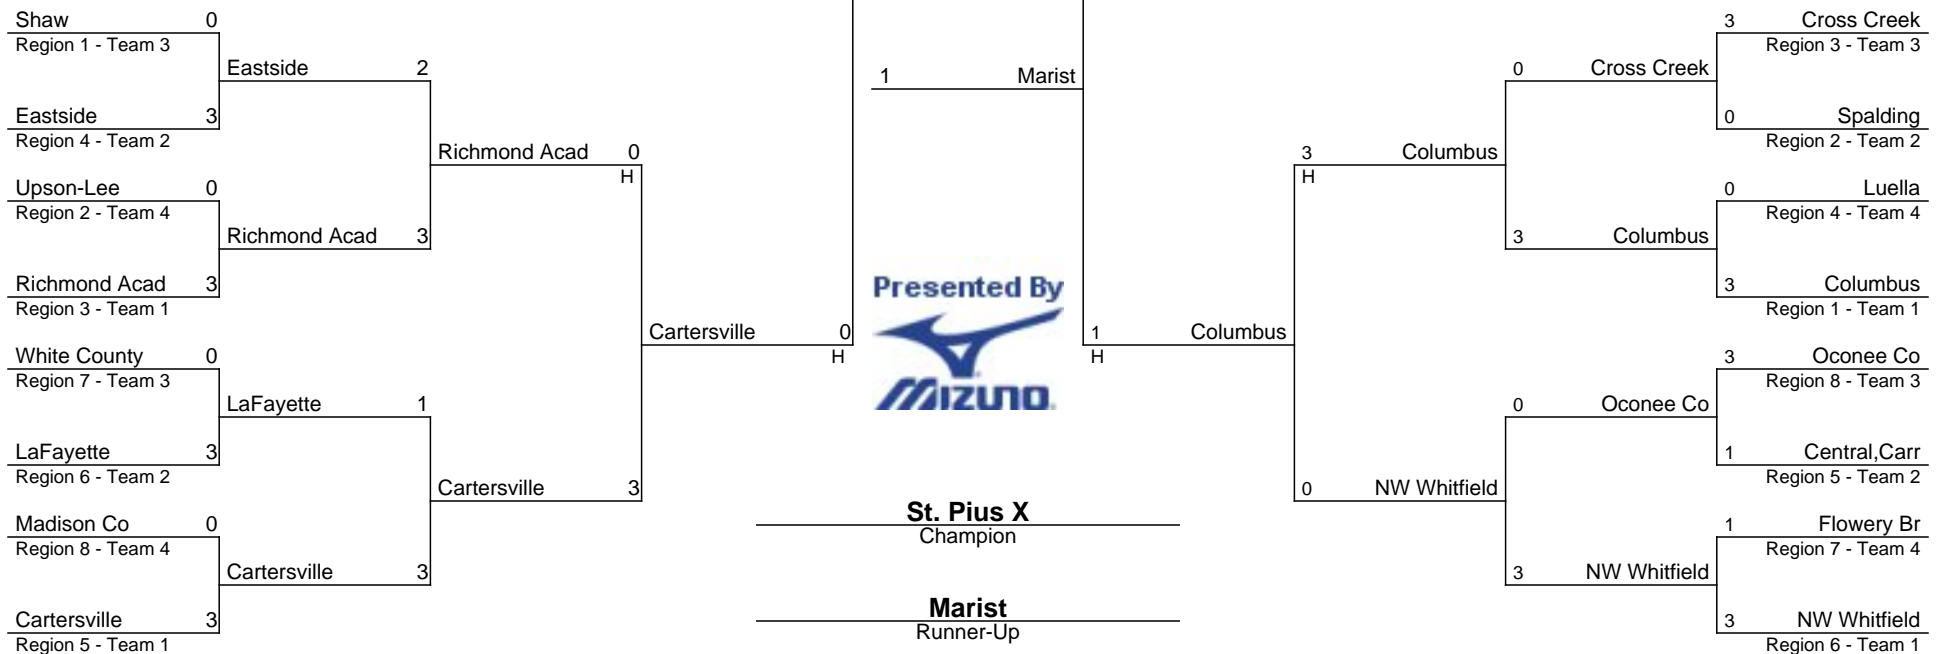 Shaw 0
Region 1 - Team 3
Eastside 2
Eastside 3
Region 4 - Team 2
Richmond Acad 0
H
Upson-Lee 0
Region 2 - Team 4
Richmond Acad 3
Richmond Acad 3
Region 3 - Team 1
Cartersville 0
H
White County 0
Region 7 - Team 3
LaFayette 1
LaFayette 3
Region 6 - Team 2
Cartersville 3
Madison Co 0
Region 8 - Team 4
Cartersville 3
Cartersville 3
Region 5 - Team 1
1 Marist
Presented By
MIZUNO
St. Pius X
Champion
Marist
Runner-Up
3 Cross Creek
Region 3 - Team 3
0 Cross Creek
0 Spalding
Region 2 - Team 2
3 Columbus
H
0 Luella
Region 4 - Team 4
3 Columbus
3 Columbus
Region 1 - Team 1
1 Columbus
H
3 Oconee Co
Region 8 - Team 3
0 Oconee Co
1 Central,Carr
Region 5 - Team 2
0 NW Whitfield
1 Flowery Br
Region 7 - Team 4
3 NW Whitfield
3 NW Whitfield
Region 6 - Team 1